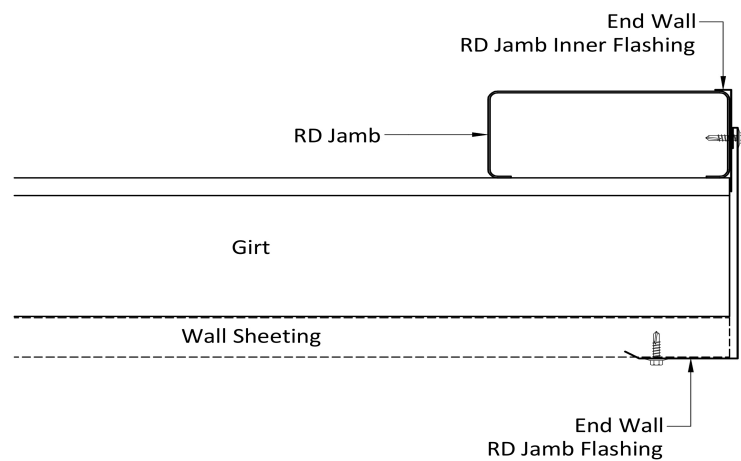 End Wall
RD Jamb Inner Flashing
RD Jamb
Girt
Wall Sheeting
End Wall
RD Jamb Flashing